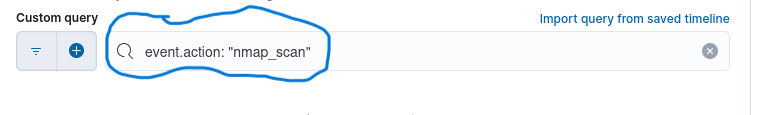 Custom query
Import query from saved timeline
event.action: "nmap_scan"